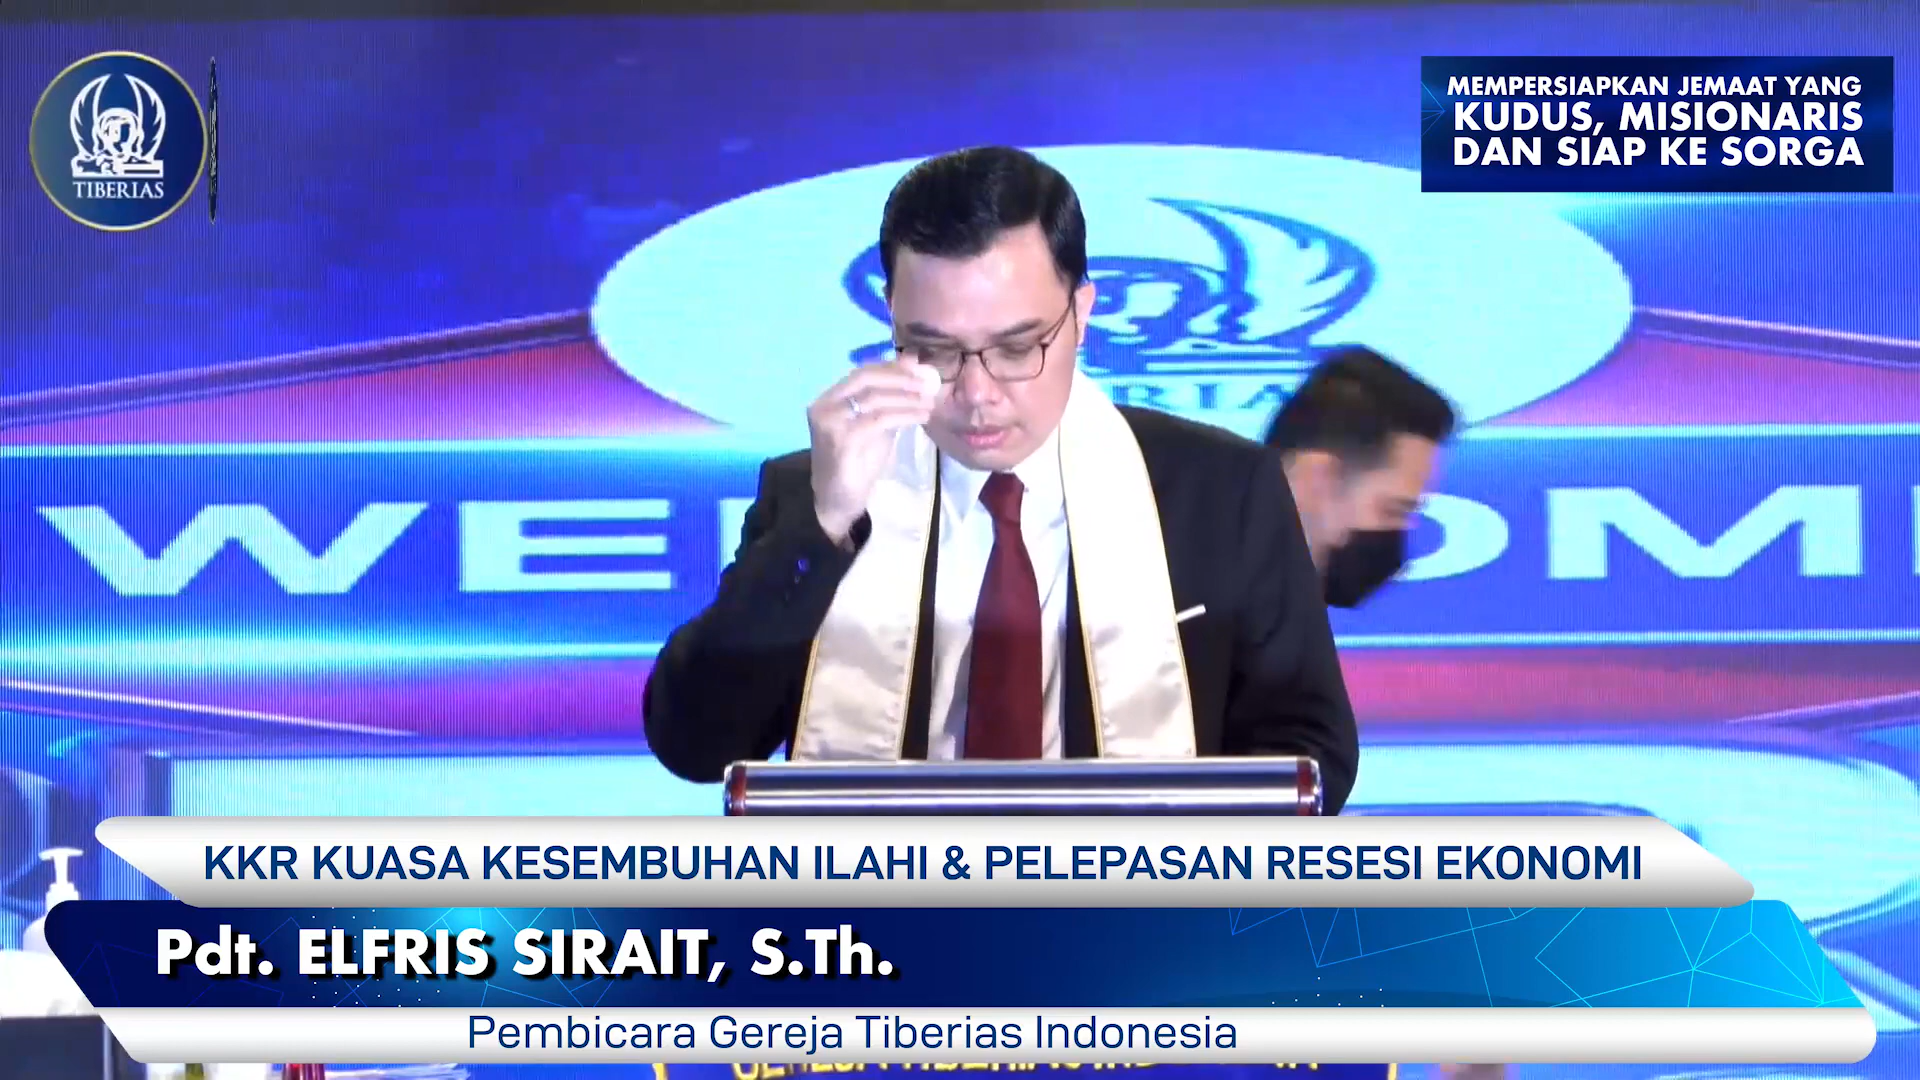 TIBERIAS
MEMPERSIAPKAN JEMAAT YANG
KUDUS, MISIONARIS
DAN SIAP KE SORGA
KKR KUASA KESEMBUHAN ILAHI & PELEPASAN RESESI EKONOMI
Pdt. ELFRIS SIRAIT, S.Th.
Pembicara Gereja Tiberias Indonesia